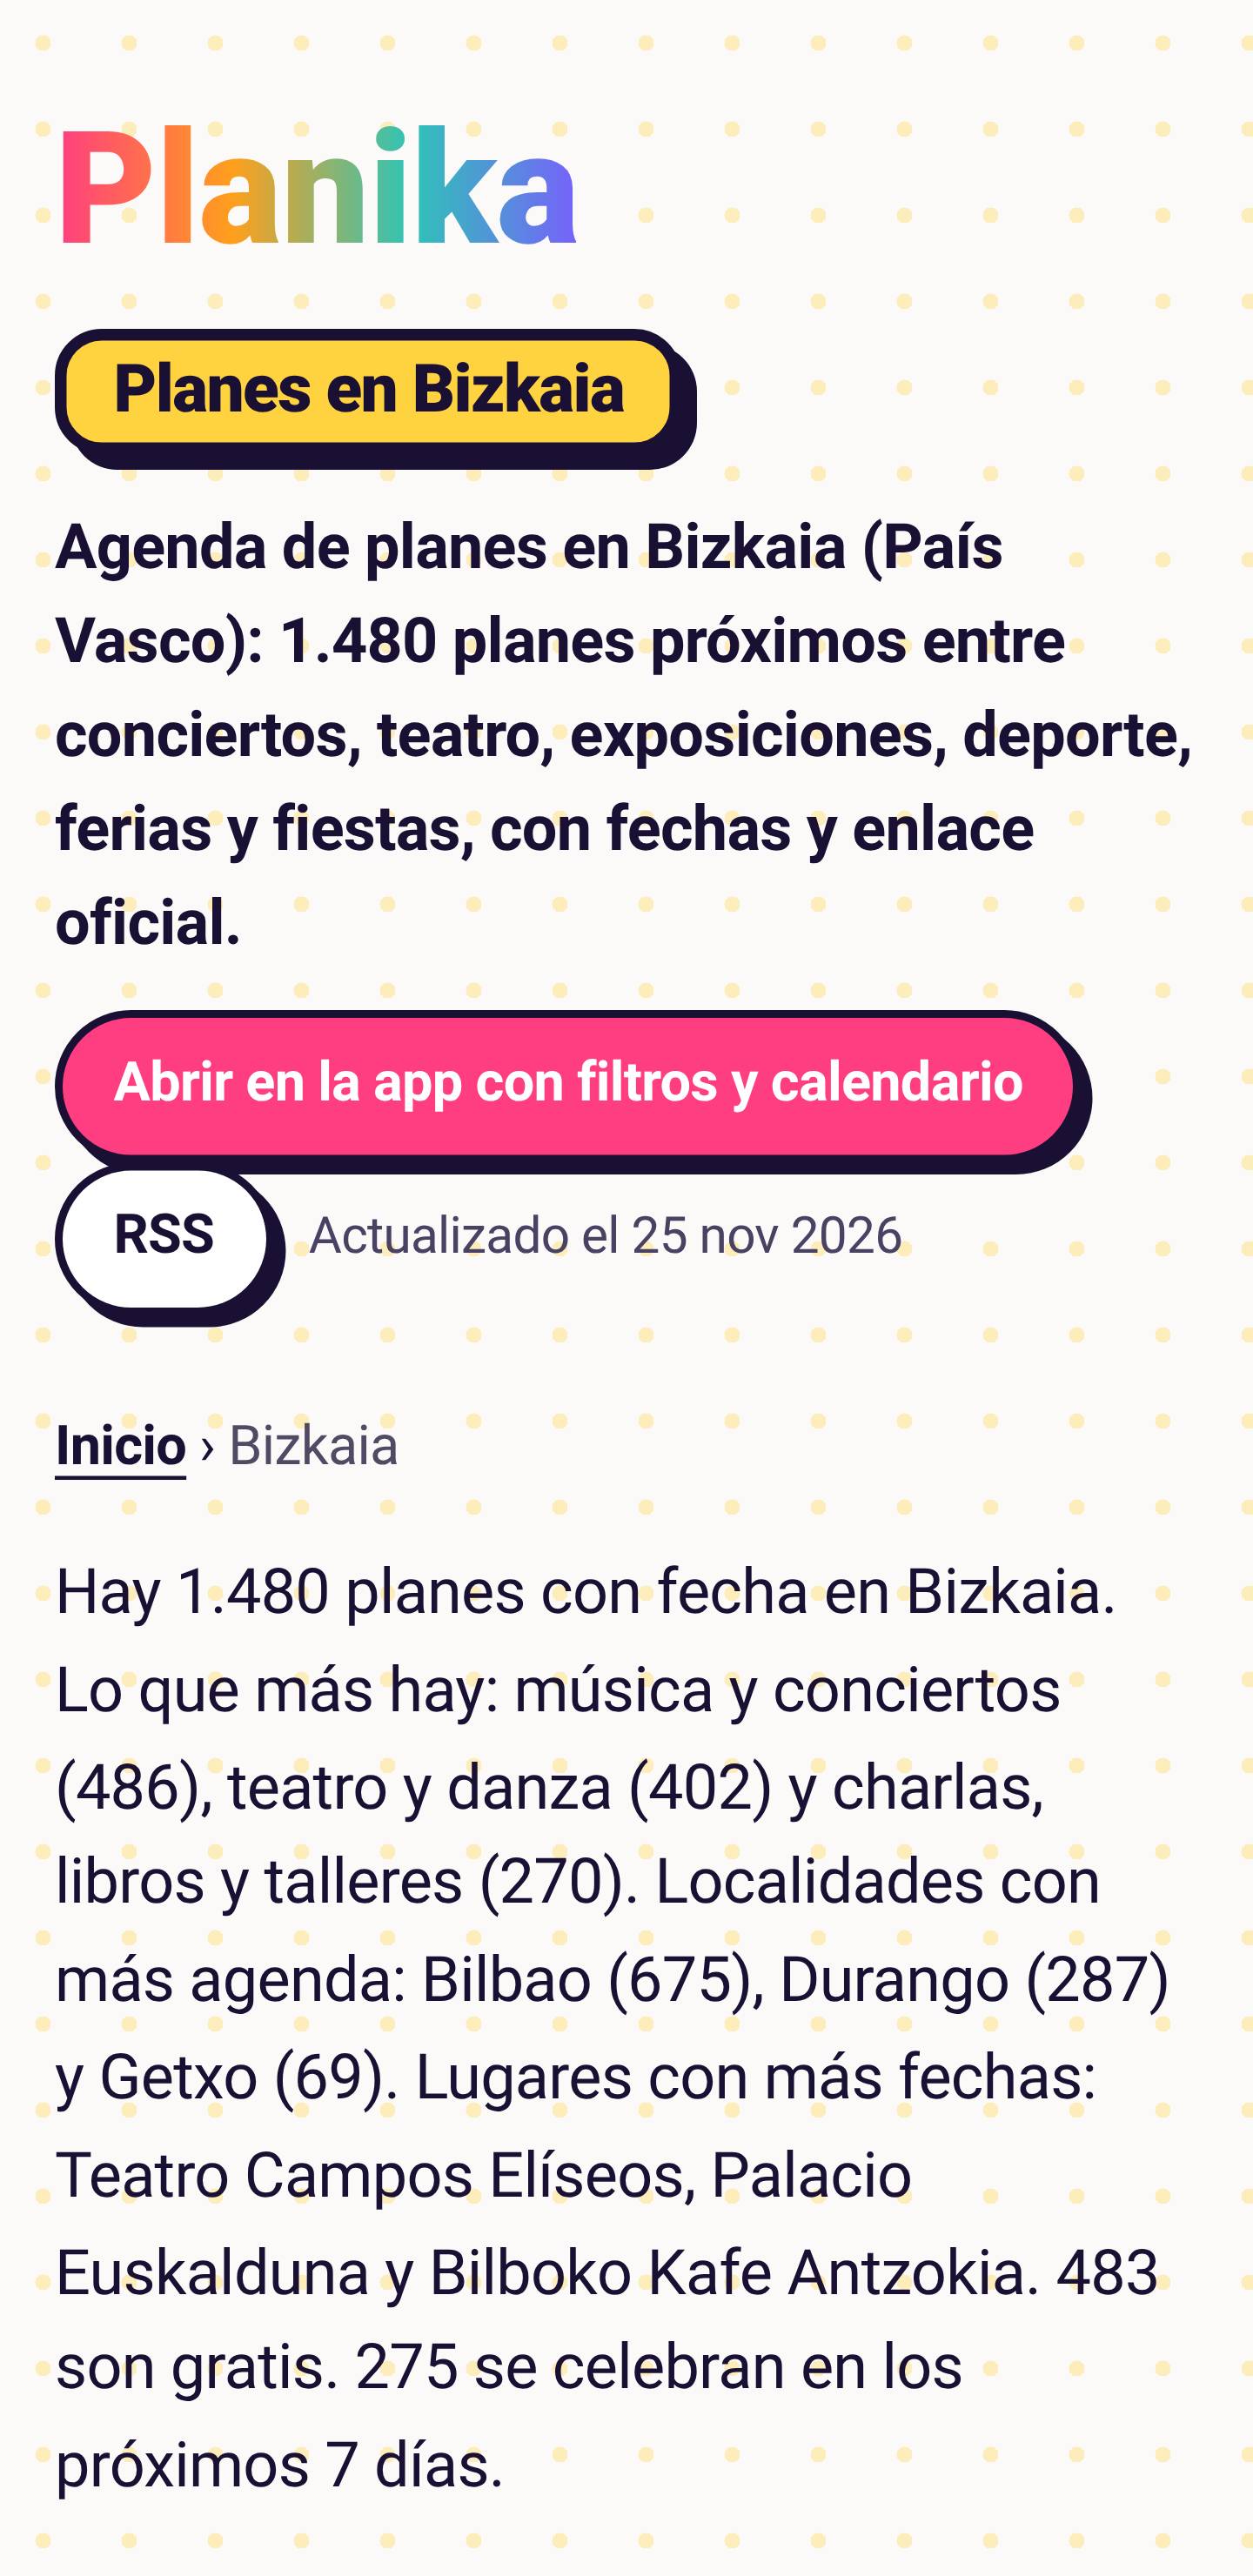 Planika
Planes en Bizkaia
Agenda de planes en Bizkaia (País
Vasco): 1.480 planes próximos entre
conciertos, teatro, exposiciones, deporte,
ferias y fiestas, con fechas y enlace
oficial.
Abrir en la app con filtros y calendario
RSS Actualizado el 25 nov 2026
Inicio › Bizkaia
Hay 1.480 planes con fecha en Bizkaia.
Lo que más hay: música y conciertos
(486), teatro y danza (402) y charlas,
libros y talleres (270). Localidades con
más agenda: Bilbao (675), Durango (287)
y Getxo (69). Lugares con más fechas:
Teatro Campos Elíseos, Palacio
Euskalduna y Bilboko Kafe Antzokia. 483
son gratis. 275 se celebran en los
próximos 7 días.